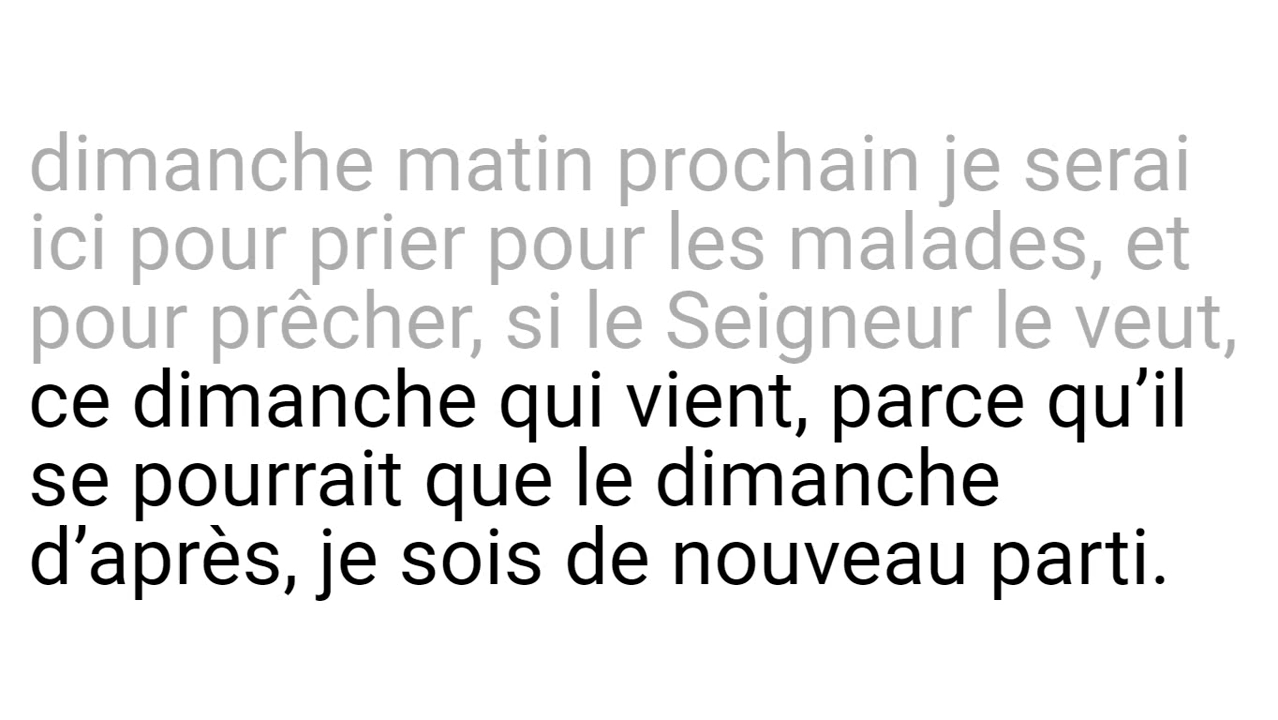 dimanche matin prochain je serai
ici pour prier pour les malades, et
pour prêcher, si le Seigneur le veut,
ce dimanche qui vient, parce qu’il
se pourrait que le dimanche
d’après, je sois de nouveau parti.